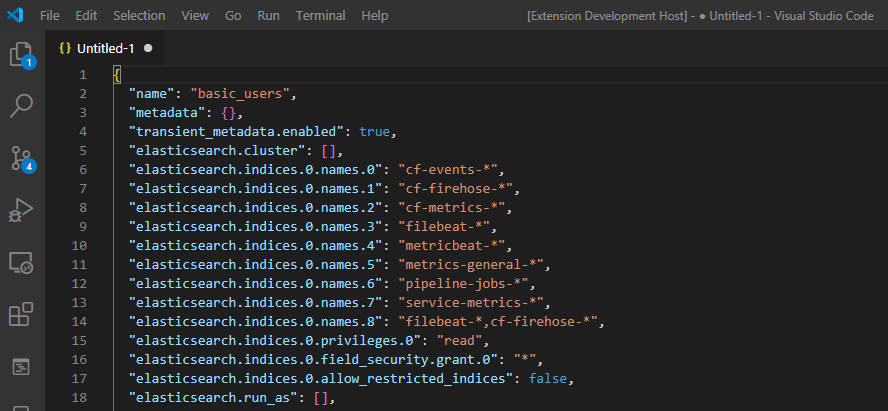 File Edit Selection View Go Run Terminal Help [Extension Development Host] - ● Untitled-1 - Visual Studio Code
{} Untitled-1 ●
1
4
1 {
2 "name": "basic_users",
3 "metadata": {},
4 "transient_metadata.enabled": true,
5 "elasticsearch.cluster": [],
6 "elasticsearch.indices.0.names.0": "cf-events-*",
7 "elasticsearch.indices.0.names.1": "cf-firehose-*",
8 "elasticsearch.indices.0.names.2": "cf-metrics-*",
9 "elasticsearch.indices.0.names.3": "filebeat-*",
10 "elasticsearch.indices.0.names.4": "metricbeat-*",
11 "elasticsearch.indices.0.names.5": "metrics-general-*",
12 "elasticsearch.indices.0.names.6": "pipeline-jobs-*",
13 "elasticsearch.indices.0.names.7": "service-metrics-*",
14 "elasticsearch.indices.0.names.8": "filebeat-*,cf-firehose-*",
15 "elasticsearch.indices.0.privileges.0": "read",
16 "elasticsearch.indices.0.field_security.grant.0": "*",
17 "elasticsearch.indices.0.allow_restricted_indices": false,
18 "elasticsearch.run_as": [],